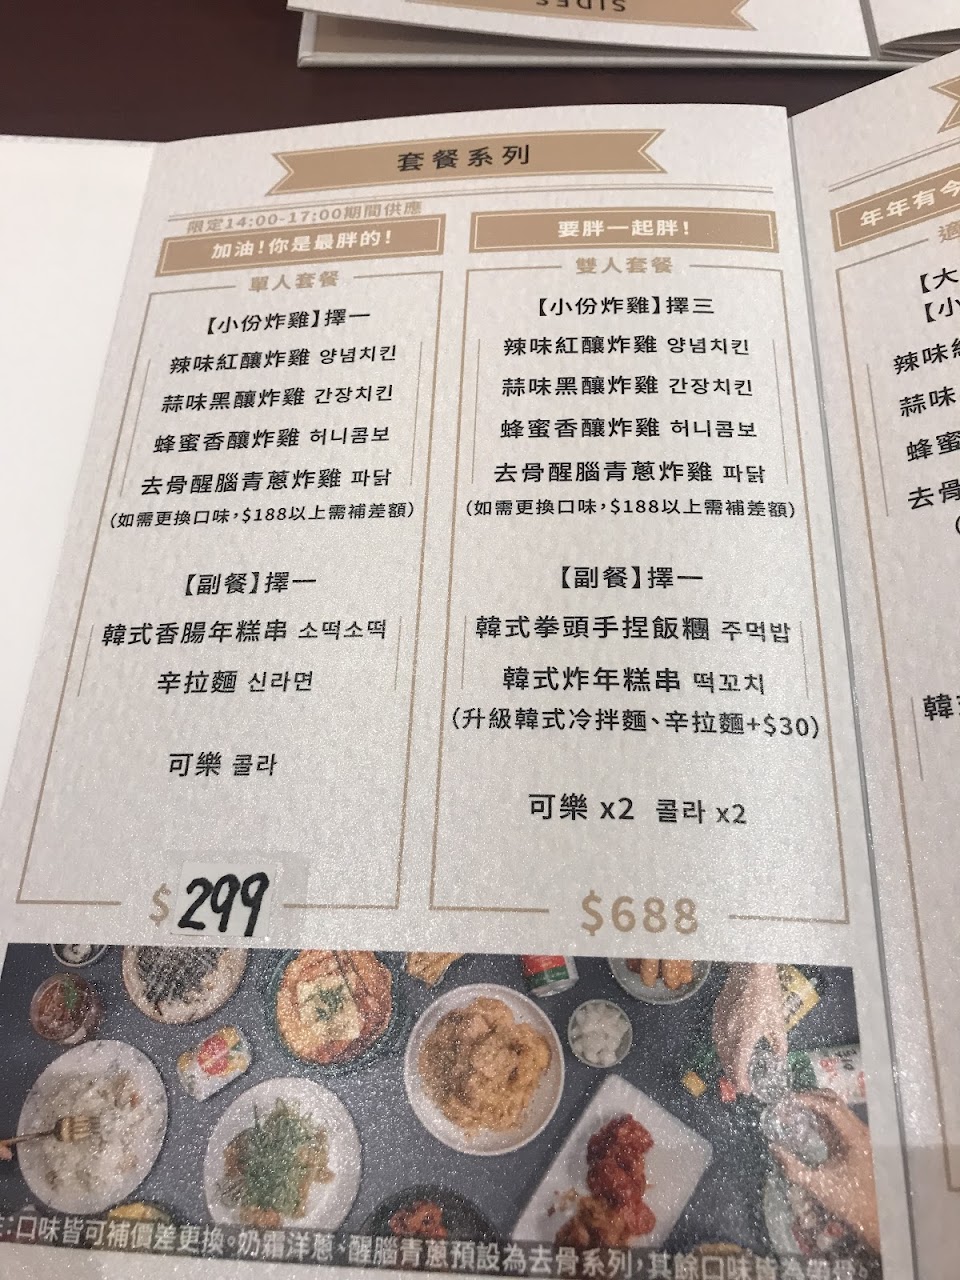 SIDES
套餐系列
限定14:00-17:00期間供應
加油!你是最胖的!
單人套餐
【小份炸雞】擇一
辣味紅釀炸雞 양념치킨
蒜味黑釀炸雞 간장치킨
蜂蜜香釀炸雞 허니콤보
去骨醒腦青蔥炸雞 파닭
(如需更換口味,$188以上需補差額)
【副餐】擇一
韓式香腸年糕串 소떡소떡
辛拉麵 신라면
可樂 콜라
$299
要胖一起胖!
雙人套餐
【小份炸雞】擇三
辣味紅釀炸雞 양념치킨
蒜味黑釀炸雞 간장치킨
蜂蜜香釀炸雞 허니콤보
去骨醒腦青蔥炸雞 파닭
(如需更換口味,$188以上需補差額)
【副餐】擇一
韓式拳頭手捏飯糰 주먹밥
韓式炸年糕串 떡꼬치
(升級韓式冷拌麵、辛拉麵+$30)
可樂 x2 콜라 x2
$688
年年有今
適
【大
【小
辣味紅
蒜味
蜂蜜
去骨
(
韓式
:口味皆可補價差更換。奶霜洋蔥、醒腦青蔥預設為去骨系列,其餘口味皆為帶骨。